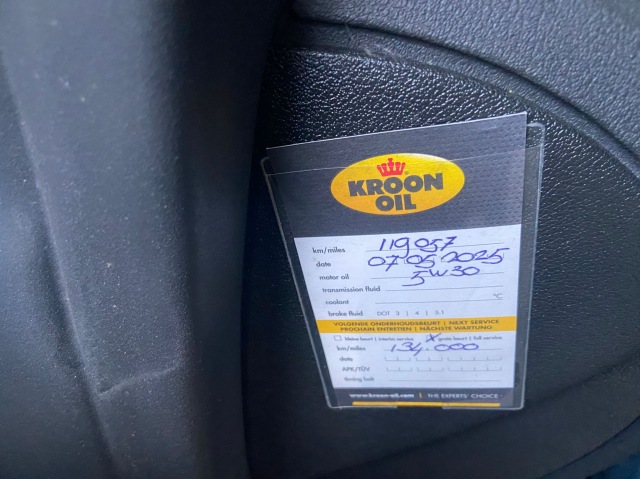 KROON
OIL
km/miles 119057
date 07.05.2025
motor oil 5W30
transmission fluid
coolant °C
brake fluid DOT 3 | 4 | 5.1
VOLGENDE ONDERHOUDSBEURT | NEXT SERVICE
PROCHAIN ENTRETIEN | NÄCHSTE WARTUNG
kleine beurt | interim service X grote beurt | full service
km/miles 134.000
date
APK/TÜV
timing belt
www.kroon-oil.com | THE EXPERTS' CHOICE